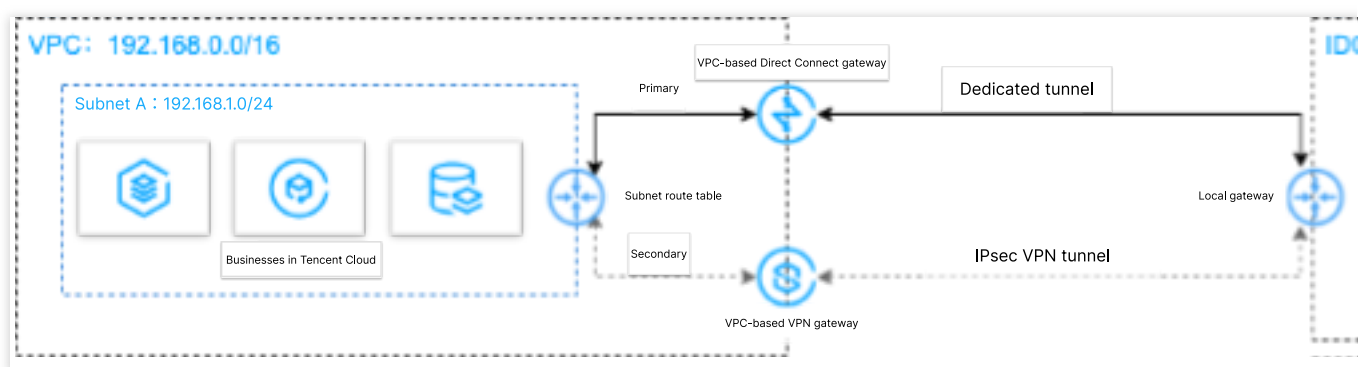 VPC：192.168.0.0/16
VPC-based Direct Connect gateway
Primary
Dedicated tunnel
Subnet A：192.168.1.0/24
Subnet route table
Local gateway
Secondary
Businesses in Tencent Cloud
IPsec VPN tunnel
VPC-based VPN gateway